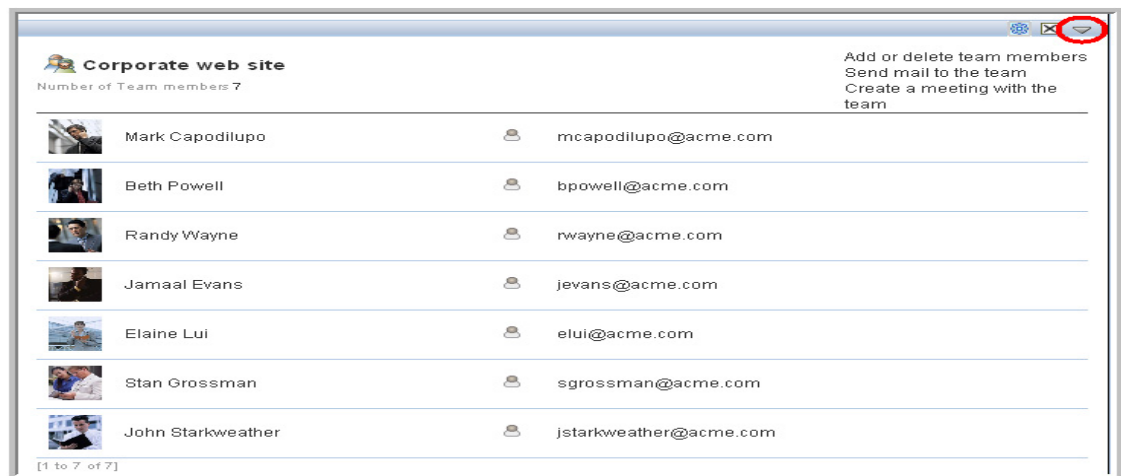 Corporate web site
Number of Team members 7
Add or delete team members
Send mail to the team
Create a meeting with the
team
Mark Capodilupo mcapodilupo@acme.com
Beth Powell bpowell@acme.com
Randy Wayne rwayne@acme.com
Jamaal Evans jevans@acme.com
Elaine Lui elui@acme.com
Stan Grossman sgrossman@acme.com
John Starkweather jstarkweather@acme.com
[1 to 7 of 7]